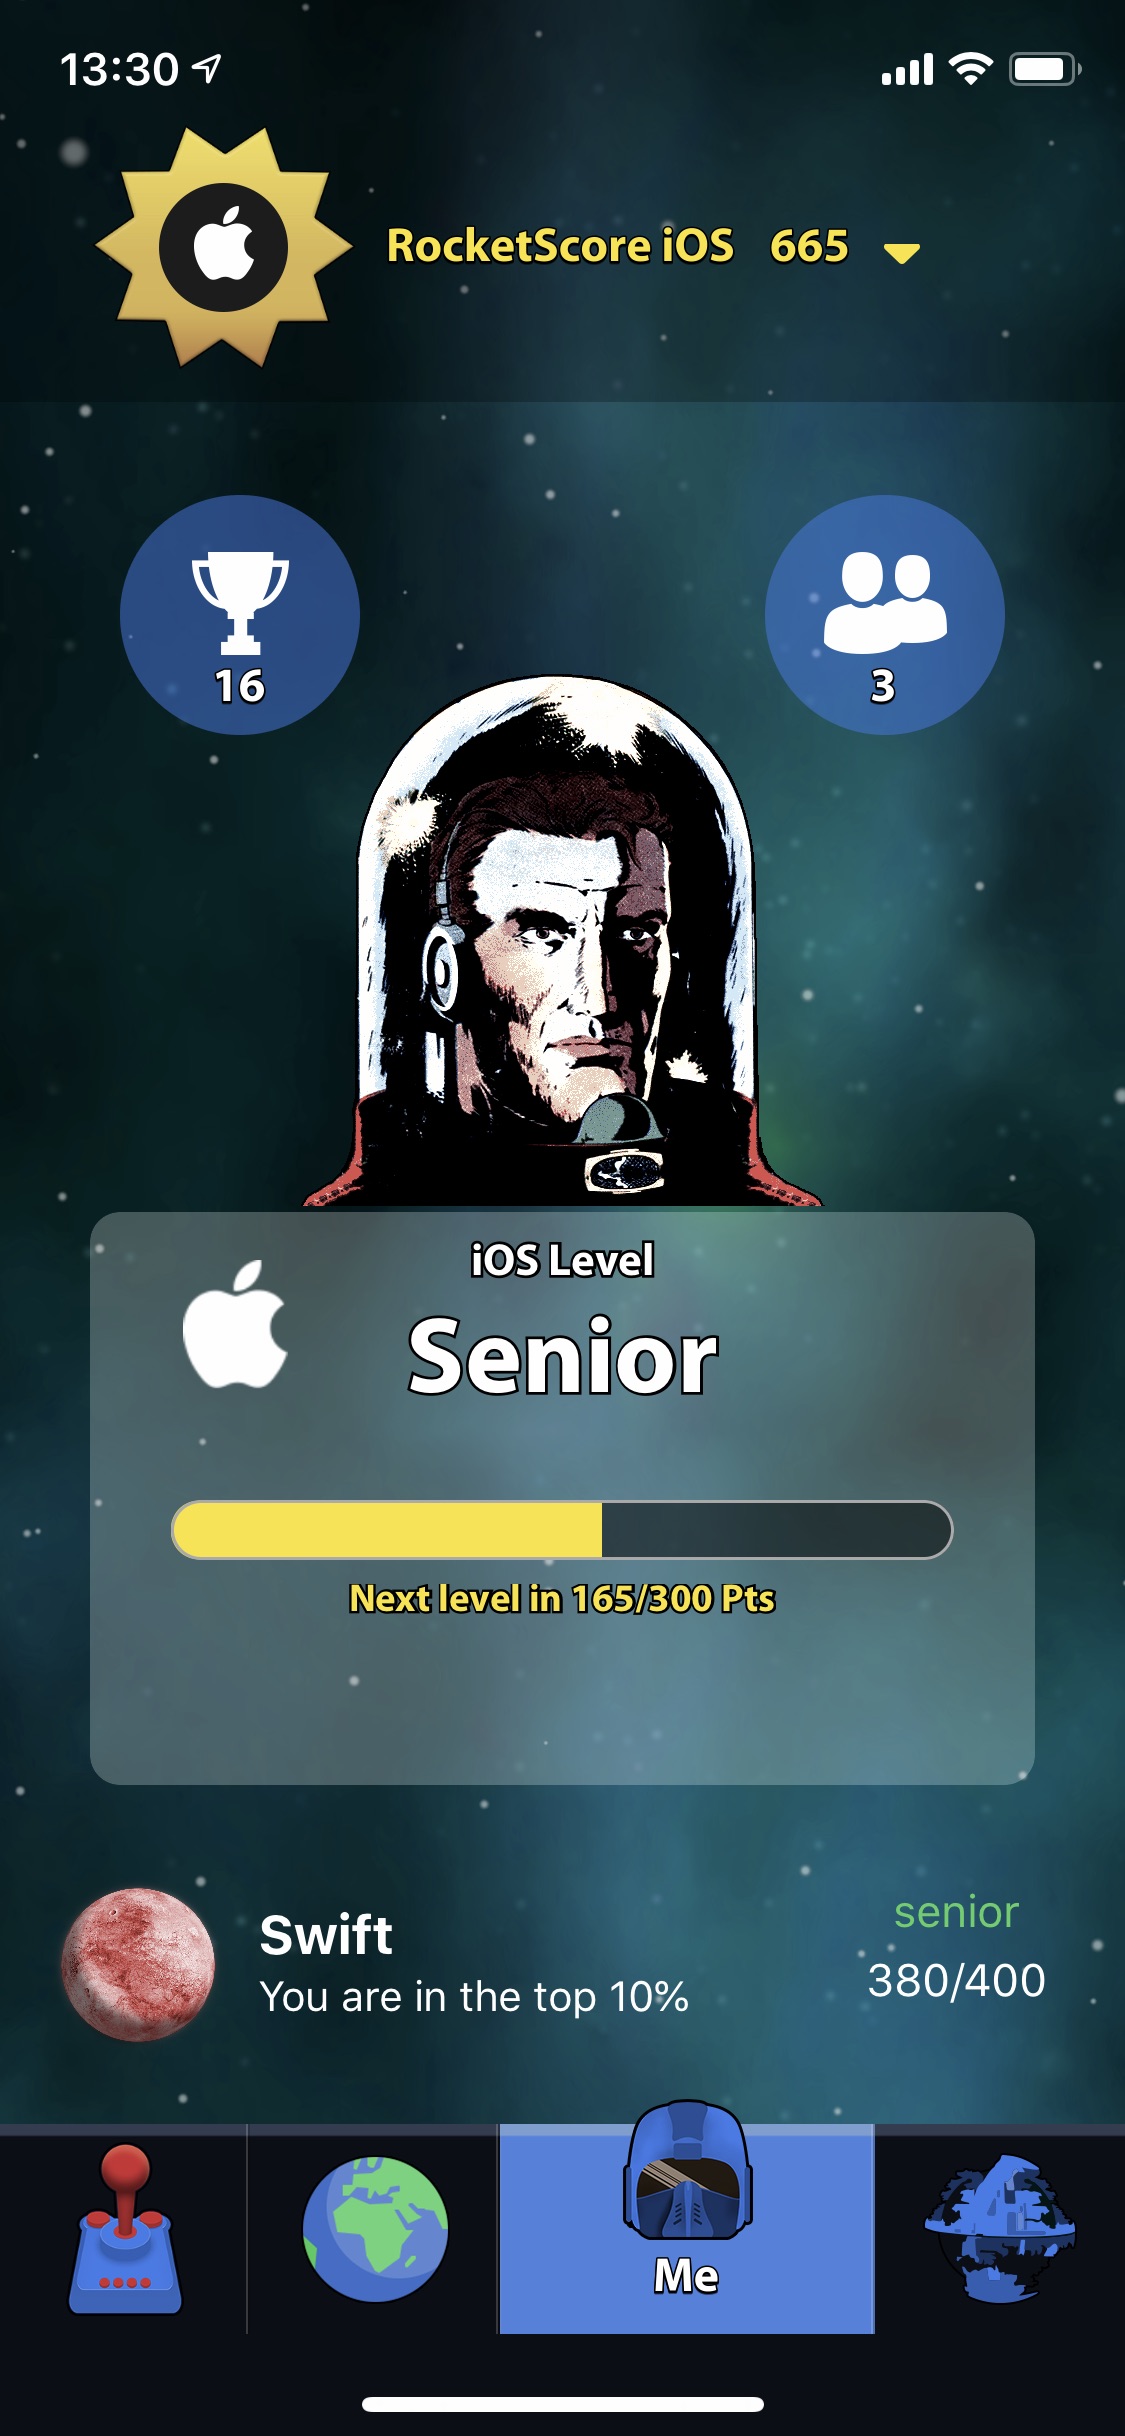 13:30
RocketScore iOS 665
16
3
iOS Level
Senior
Next level in 165/300 Pts
Swift
senior
You are in the top 10%
380/400
Me